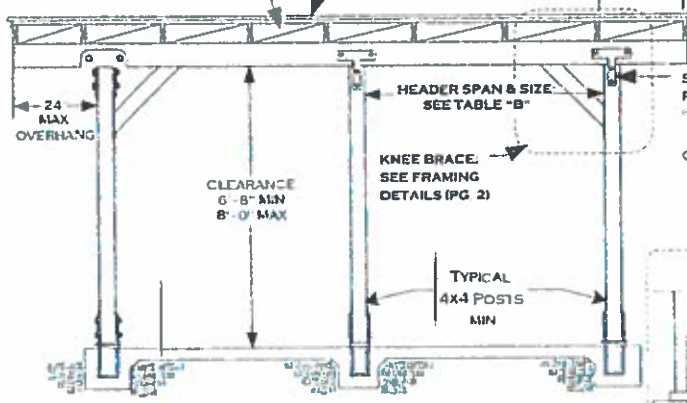 HEADER SPAN & SIZE:
SEE TABLE "B"
24
MAX
OVERHANG
KNEE BRACE:
SEE FRAMING
DETAILS (PG. 2)
CLEARANCE
6'-8" MIN
8'-0" MAX
TYPICAL
4X4 POSTS
MIN